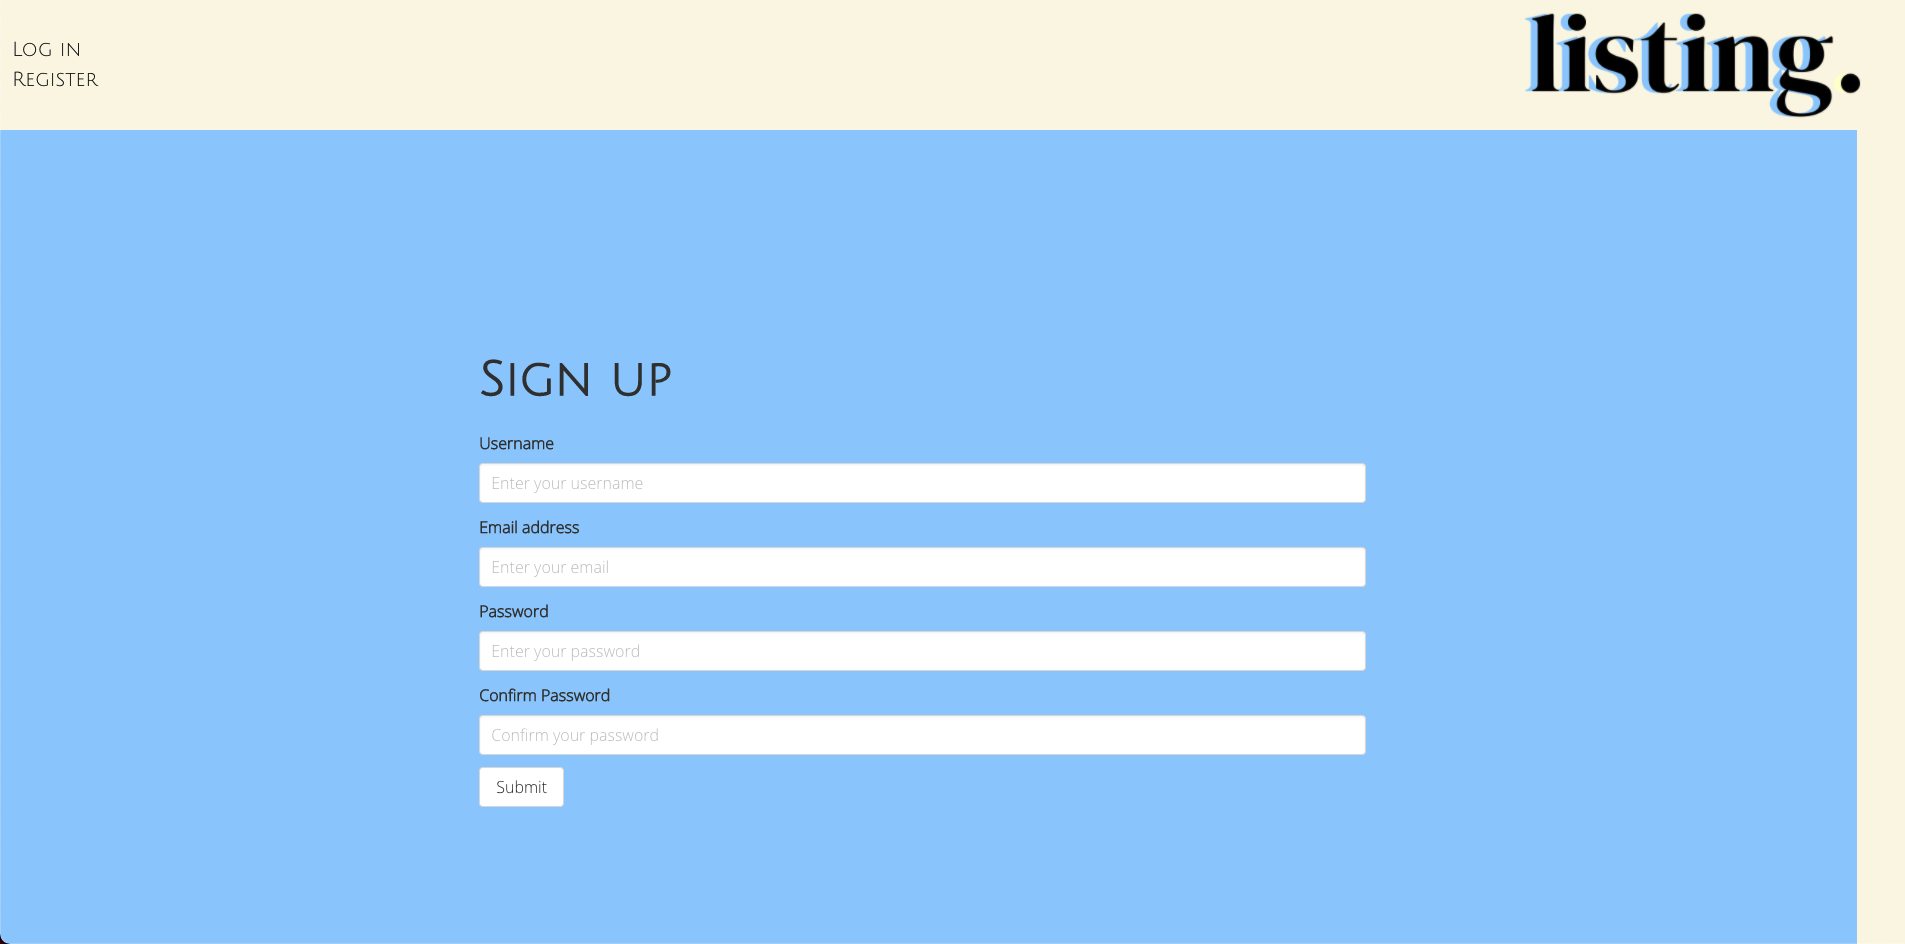 Log in
Register
listing.
Sign up
Username
Enter your username
Email address
Enter your email
Password
Enter your password
Confirm Password
Confirm your password
Submit